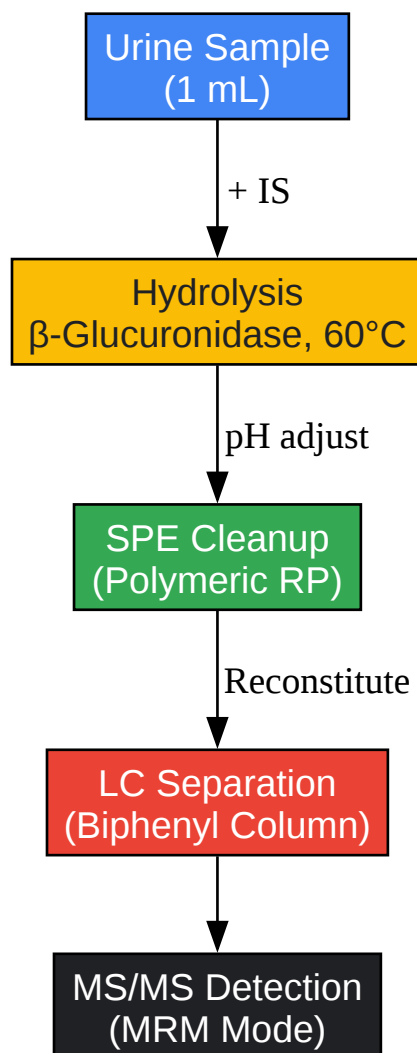 Urine Sample
(1 mL)
+ IS
Hydrolysis
β-Glucuronidase, 60°C
pH adjust
SPE Cleanup
(Polymeric RP)
Reconstitute
LC Separation
(Biphenyl Column)
MS/MS Detection
(MRM Mode)